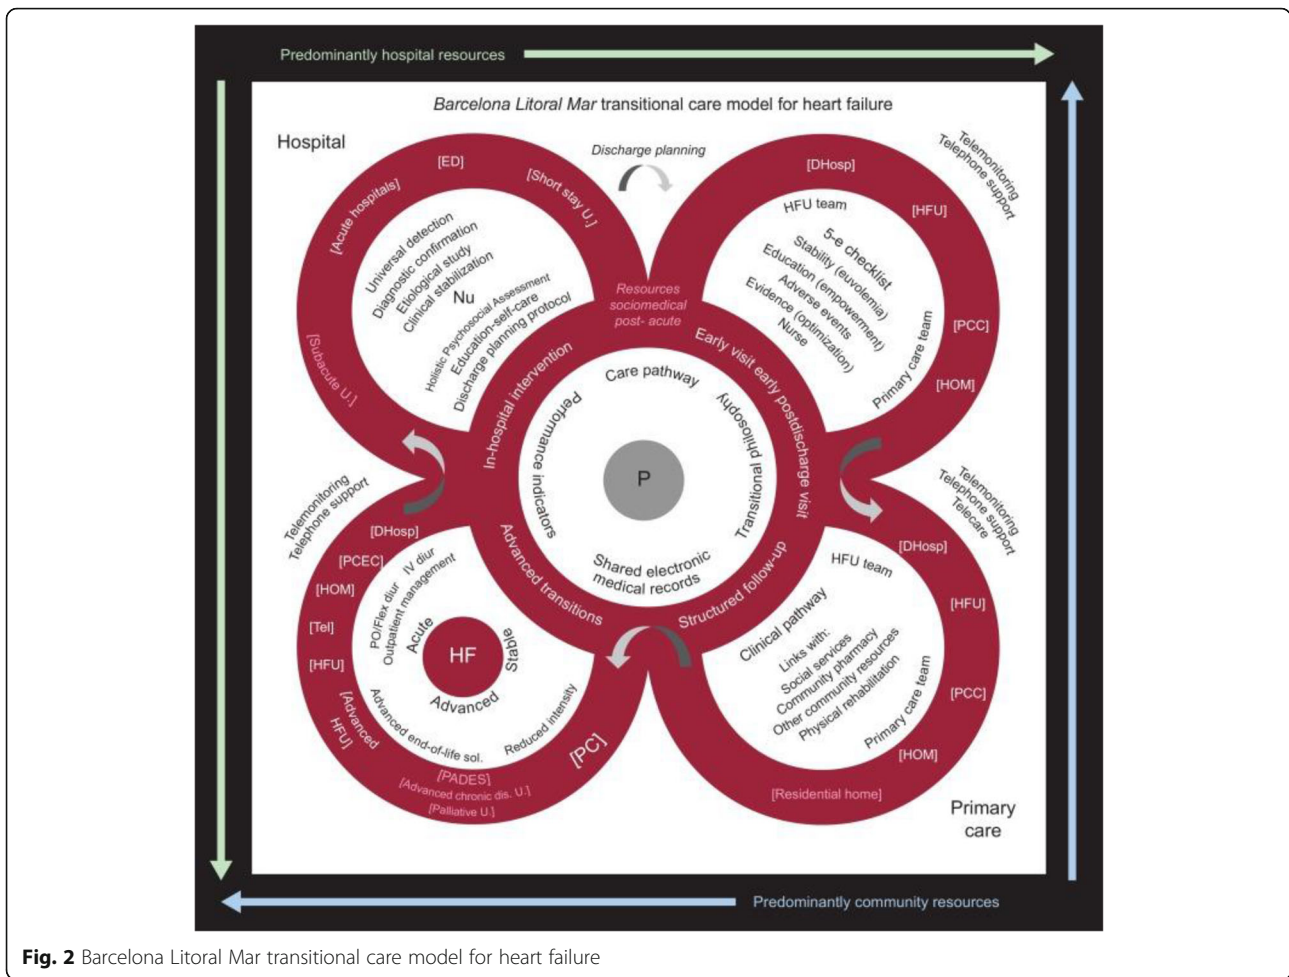 Predominantly hospital resources
Barcelona Litoral Mar transitional care model for heart failure
Hospital
Discharge planning
[Subacute U.]
[Acute hospitals]
[ED]
[Short stay U.]
Universal detection
Diagnostic confirmation
Etiological study
Clinical stabilization
Nu
Holistic Psychosocial Assessment
Education-self-care
Discharge planning protocol
Resources
sociomedical
post- acute
[DHosp]
[HFU]
[PCC]
[HOM]
Telemonitoring
Telephone support
HFU team
5-e checklist
Stability (euvolemia)
Education (empowerment)
Adverse events
Evidence (optimization)
Nurse
Primary care team
In-hospital intervention
Early visit early postdischarge visit
Structured follow-up
Advanced transitions
Care pathway
Transitional philosophy
Shared electronic
medical records
Performance indicators
P
Telemonitoring
Telephone support
[DHosp]
[PCEC]
[HOM]
[Tel]
[HFU]
[Advanced
HFU]
[PADES]
[Advanced chronic dis. U.]
[Palliative U.]
[PC]
IV diur
PO/Flex diur
Outpatient management
Acute
Stable
Advanced
HF
Advanced end-of-life sol.
Reduced intensity
Telemonitoring
Telephone support
Telecare
[DHosp]
[HFU]
[PCC]
[HOM]
[Residential home]
HFU team
Clinical pathway
Links with:
Social services
Community pharmacy
Other community resources
Physical rehabilitation
Primary care team
Primary
care
Predominantly community resources
Fig. 2 Barcelona Litoral Mar transitional care model for heart failure